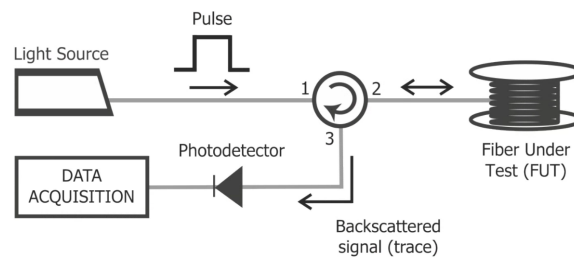 Pulse
Light Source
1
2
3
Photodetector
DATA
ACQUISITION
Fiber Under
Test (FUT)
Backscattered
signal (trace)